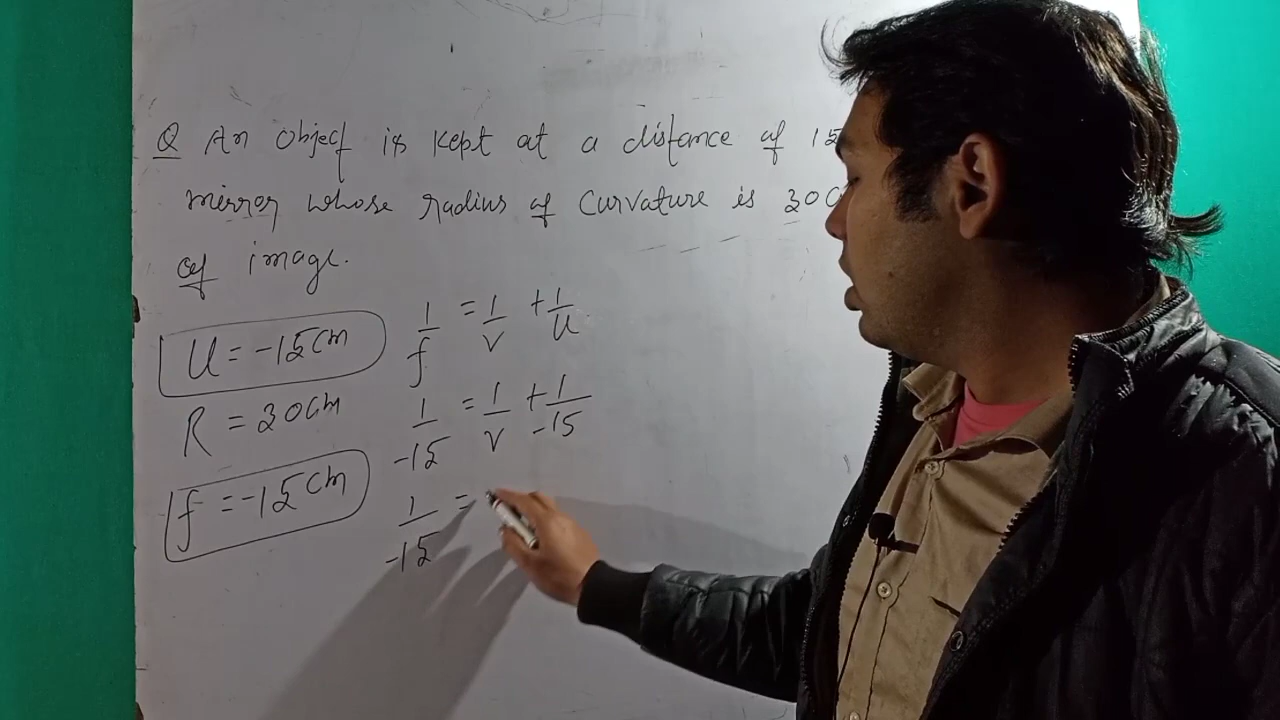 Q An object is kept at a distance of 15
mirror whose radius of curvature is 30c
of image.
U = -15cm
R = 30cm
f = -15cm
1/f = 1/v + 1/u
1/-15 = 1/v + 1/-15
1/-15 =